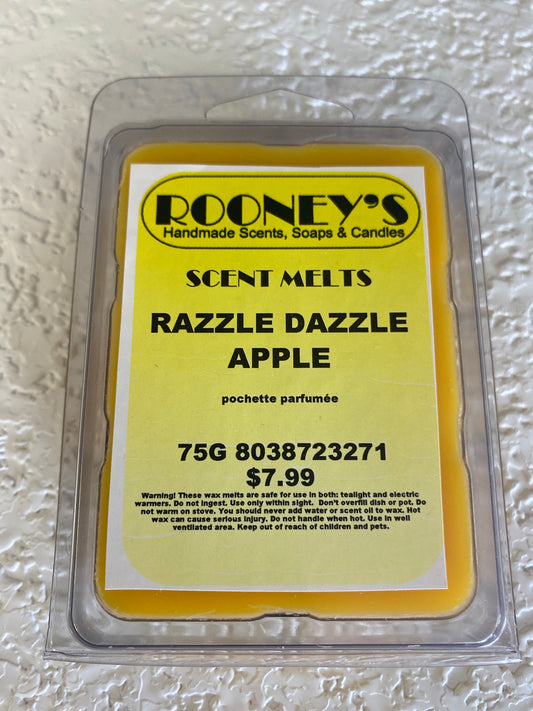 ROONEY'S
Handmade Scents, Soaps & Candles
SCENT MELTS
RAZZLE DAZZLE
APPLE
pochette parfumée
75G 8038723271
$7.99
Warning! These wax melts are safe for use in both: tealight and electric
warmers. Do not ingest. Use only within sight. Don't overfill dish or pot. Do
not warm on stove. You should never add water or scent oil to wax. Hot
wax can cause serious injury. Do not handle when hot. Use in well
ventilated area. Keep out of reach of children and pets.